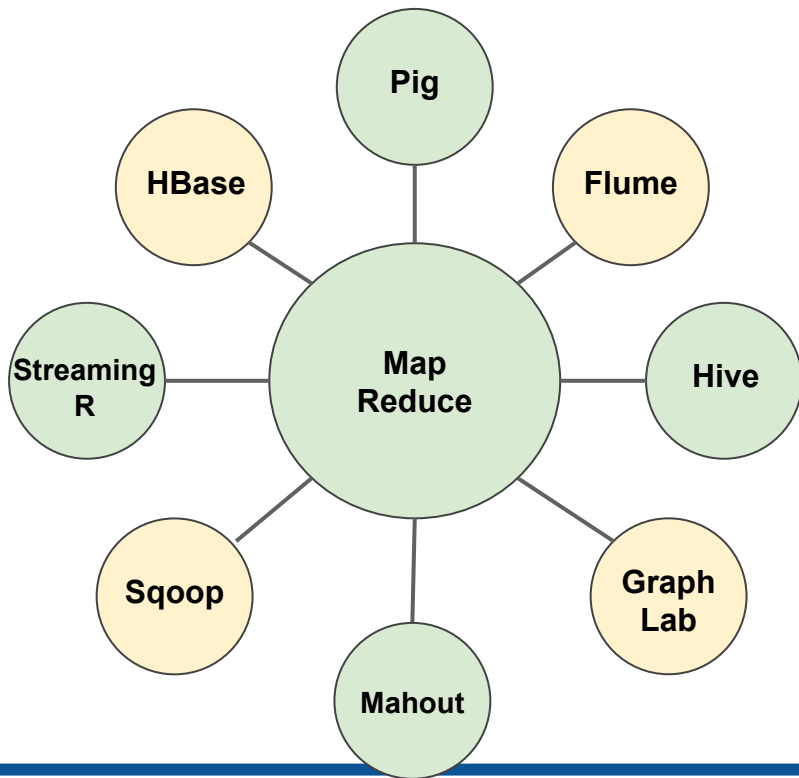 Pig
HBase
Flume
Map
Reduce
Streaming
R
Hive
Sqoop
Graph
Lab
Mahout